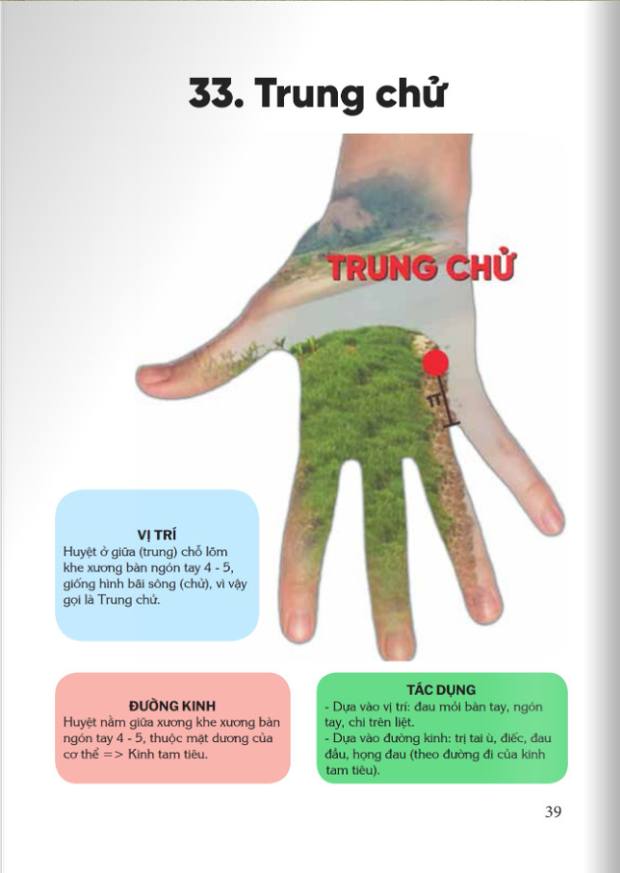 33. Trung chử
TRUNG CHỬ
VỊ TRÍ
Huyệt ở giữa (trung) chỗ lõm
khe xương bàn ngón tay 4 - 5,
giống hình bãi sông (chử), vì vậy
gọi là Trung chử.
ĐƯỜNG KINH
Huyệt nằm giữa xương khe xương bàn
ngón tay 4 - 5, thuộc mặt dương của
cơ thể => Kinh tam tiêu.
TÁC DỤNG
- Dựa vào vị trí: đau mỏi bàn tay, ngón
tay, chi trên liệt.
- Dựa vào đường kinh: trị tai ù, điếc, đau
đầu, họng đau (theo đường đi của kinh
tam tiêu).
39